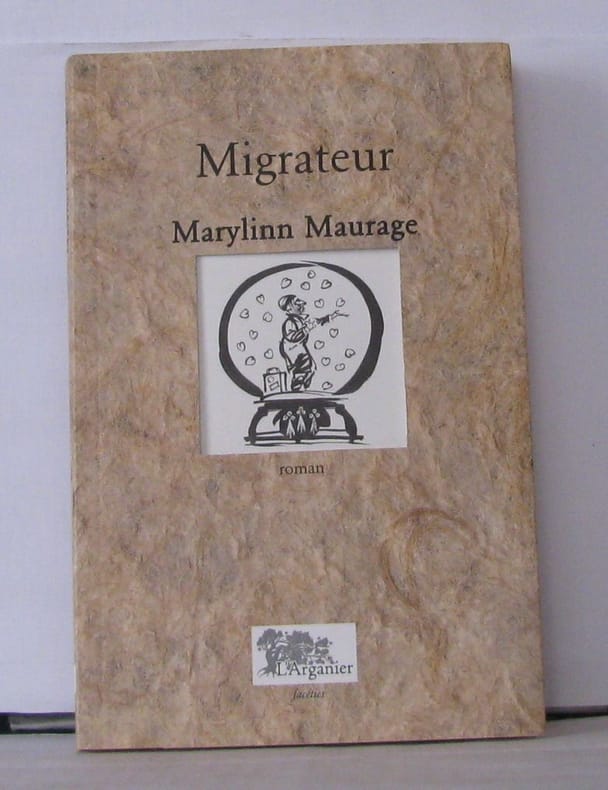 Migrateur
Marylinn Maurage
roman
L'Arganier
facéties